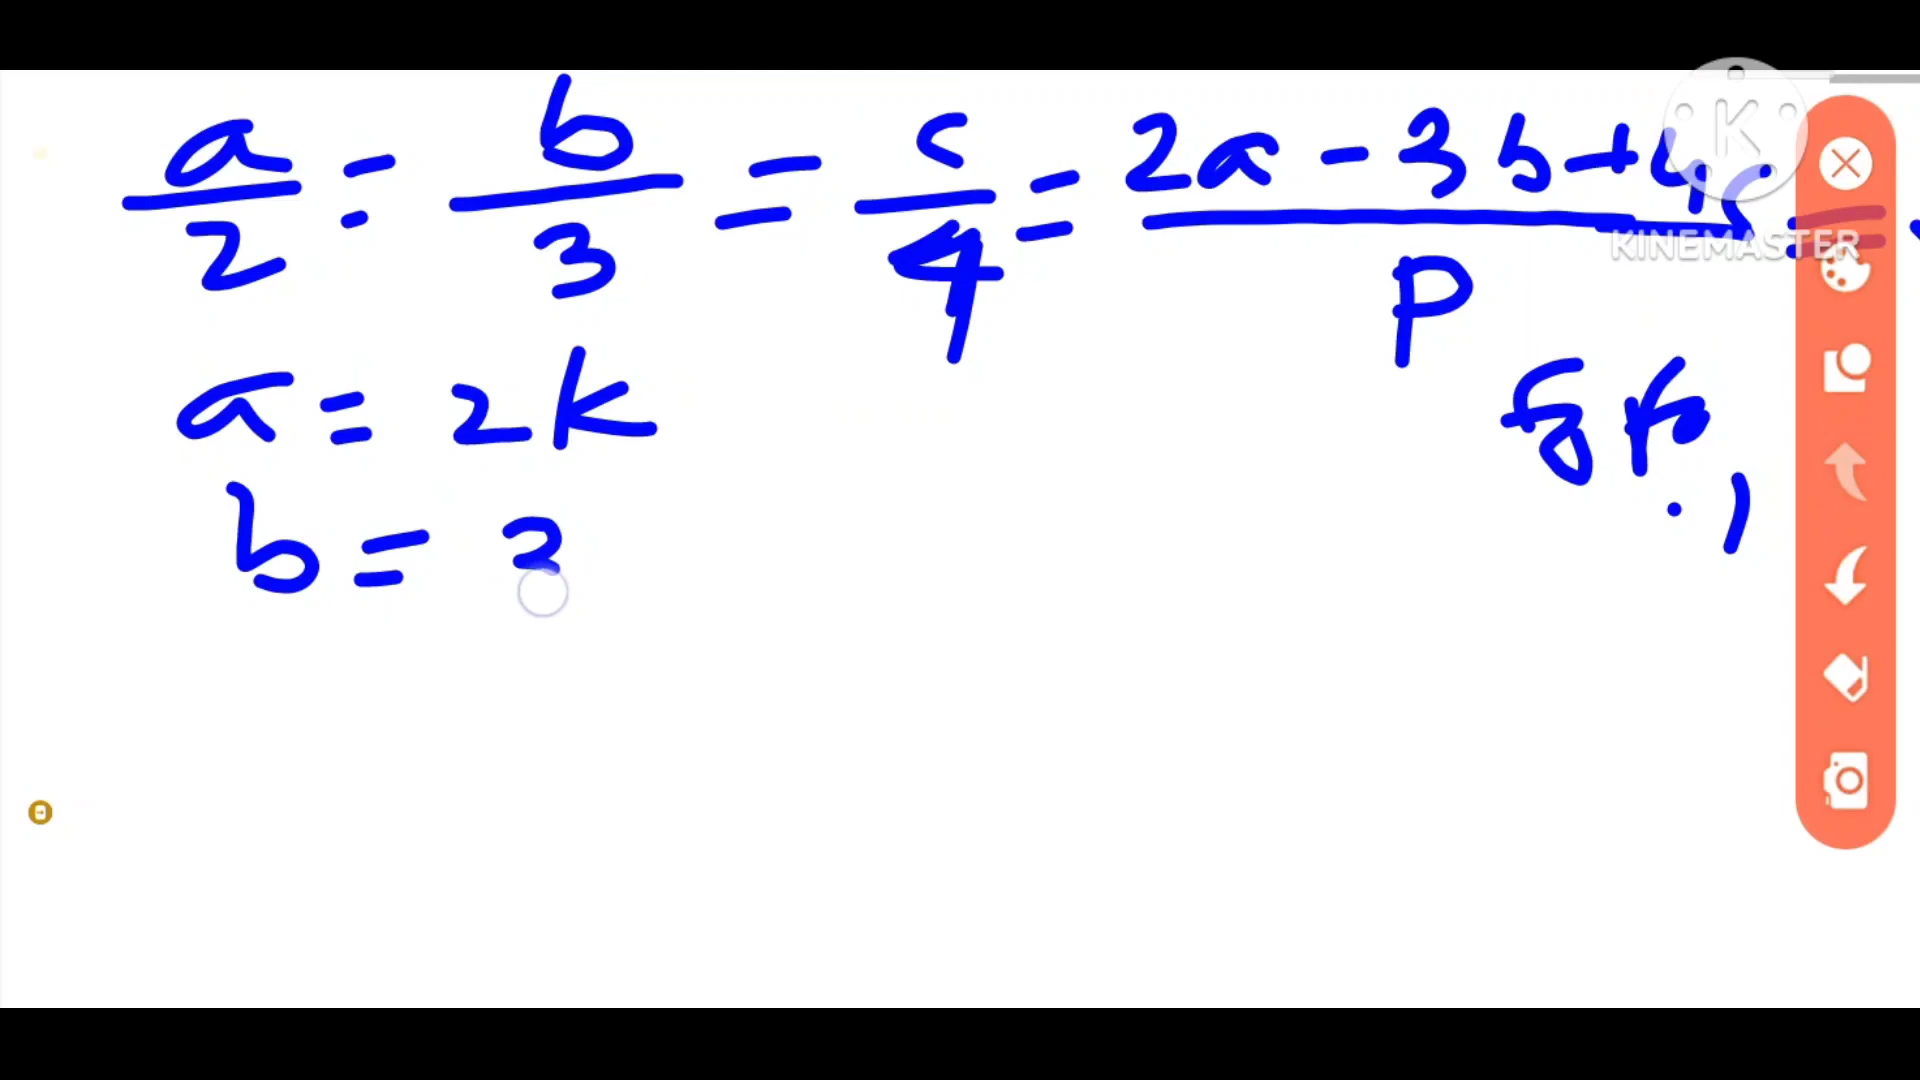 a/2 = b/3 = c/4 = 2a - 3b + 4c/p =
a = 2k
b = 3
K
KINEMASTER